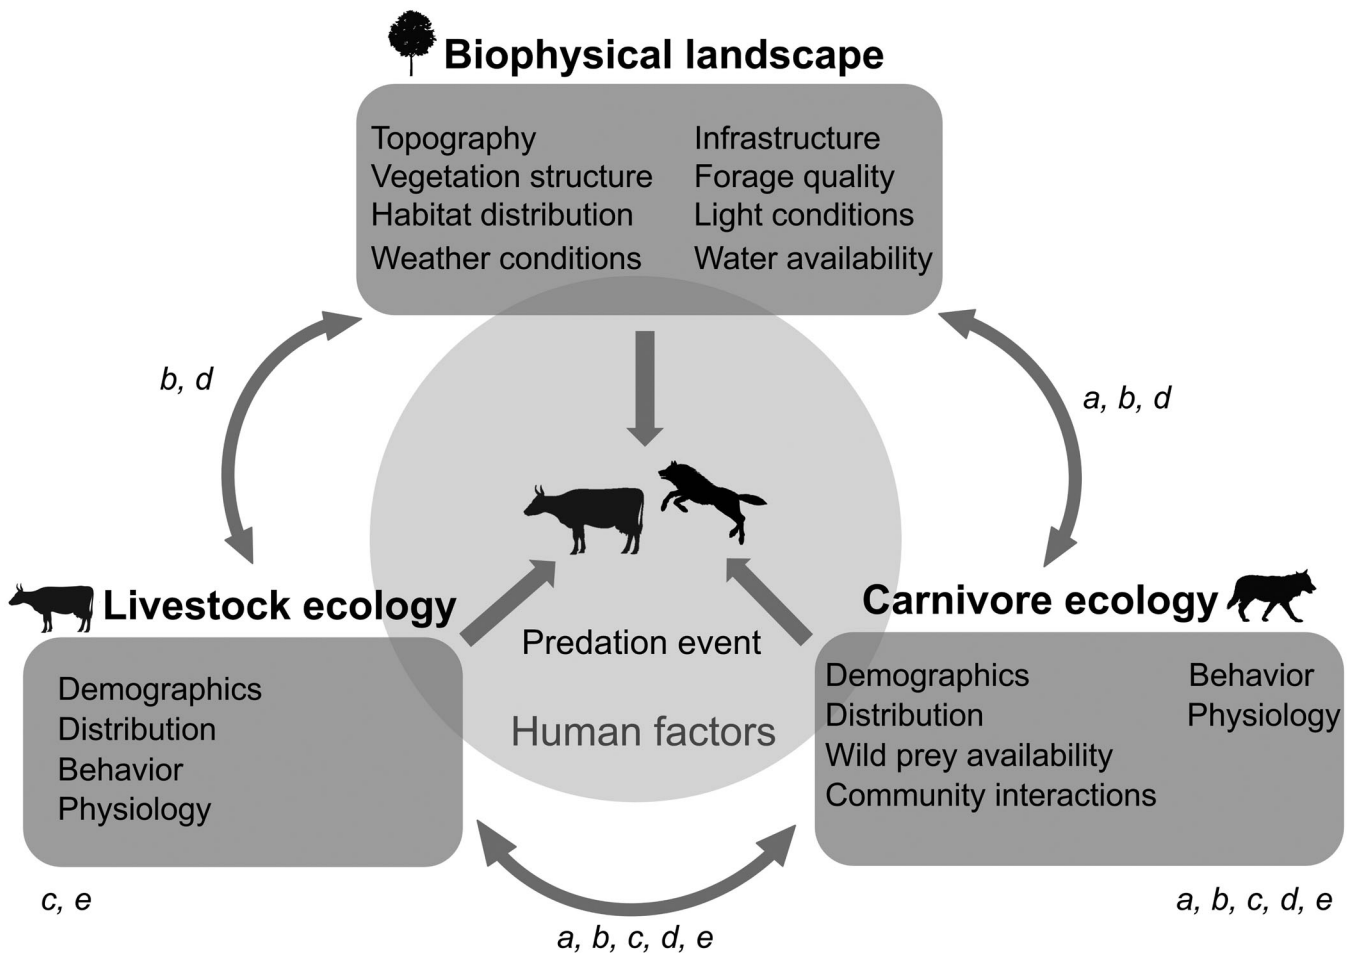 Biophysical landscape
Topography
Vegetation structure
Habitat distribution
Weather conditions
Infrastructure
Forage quality
Light conditions
Water availability
b, d
a, b, d
Livestock ecology
Demographics
Distribution
Behavior
Physiology
c, e
Predation event
Human factors
Carnivore ecology
Demographics
Distribution
Wild prey availability
Community interactions
Behavior
Physiology
a, b, c, d, e
a, b, c, d, e